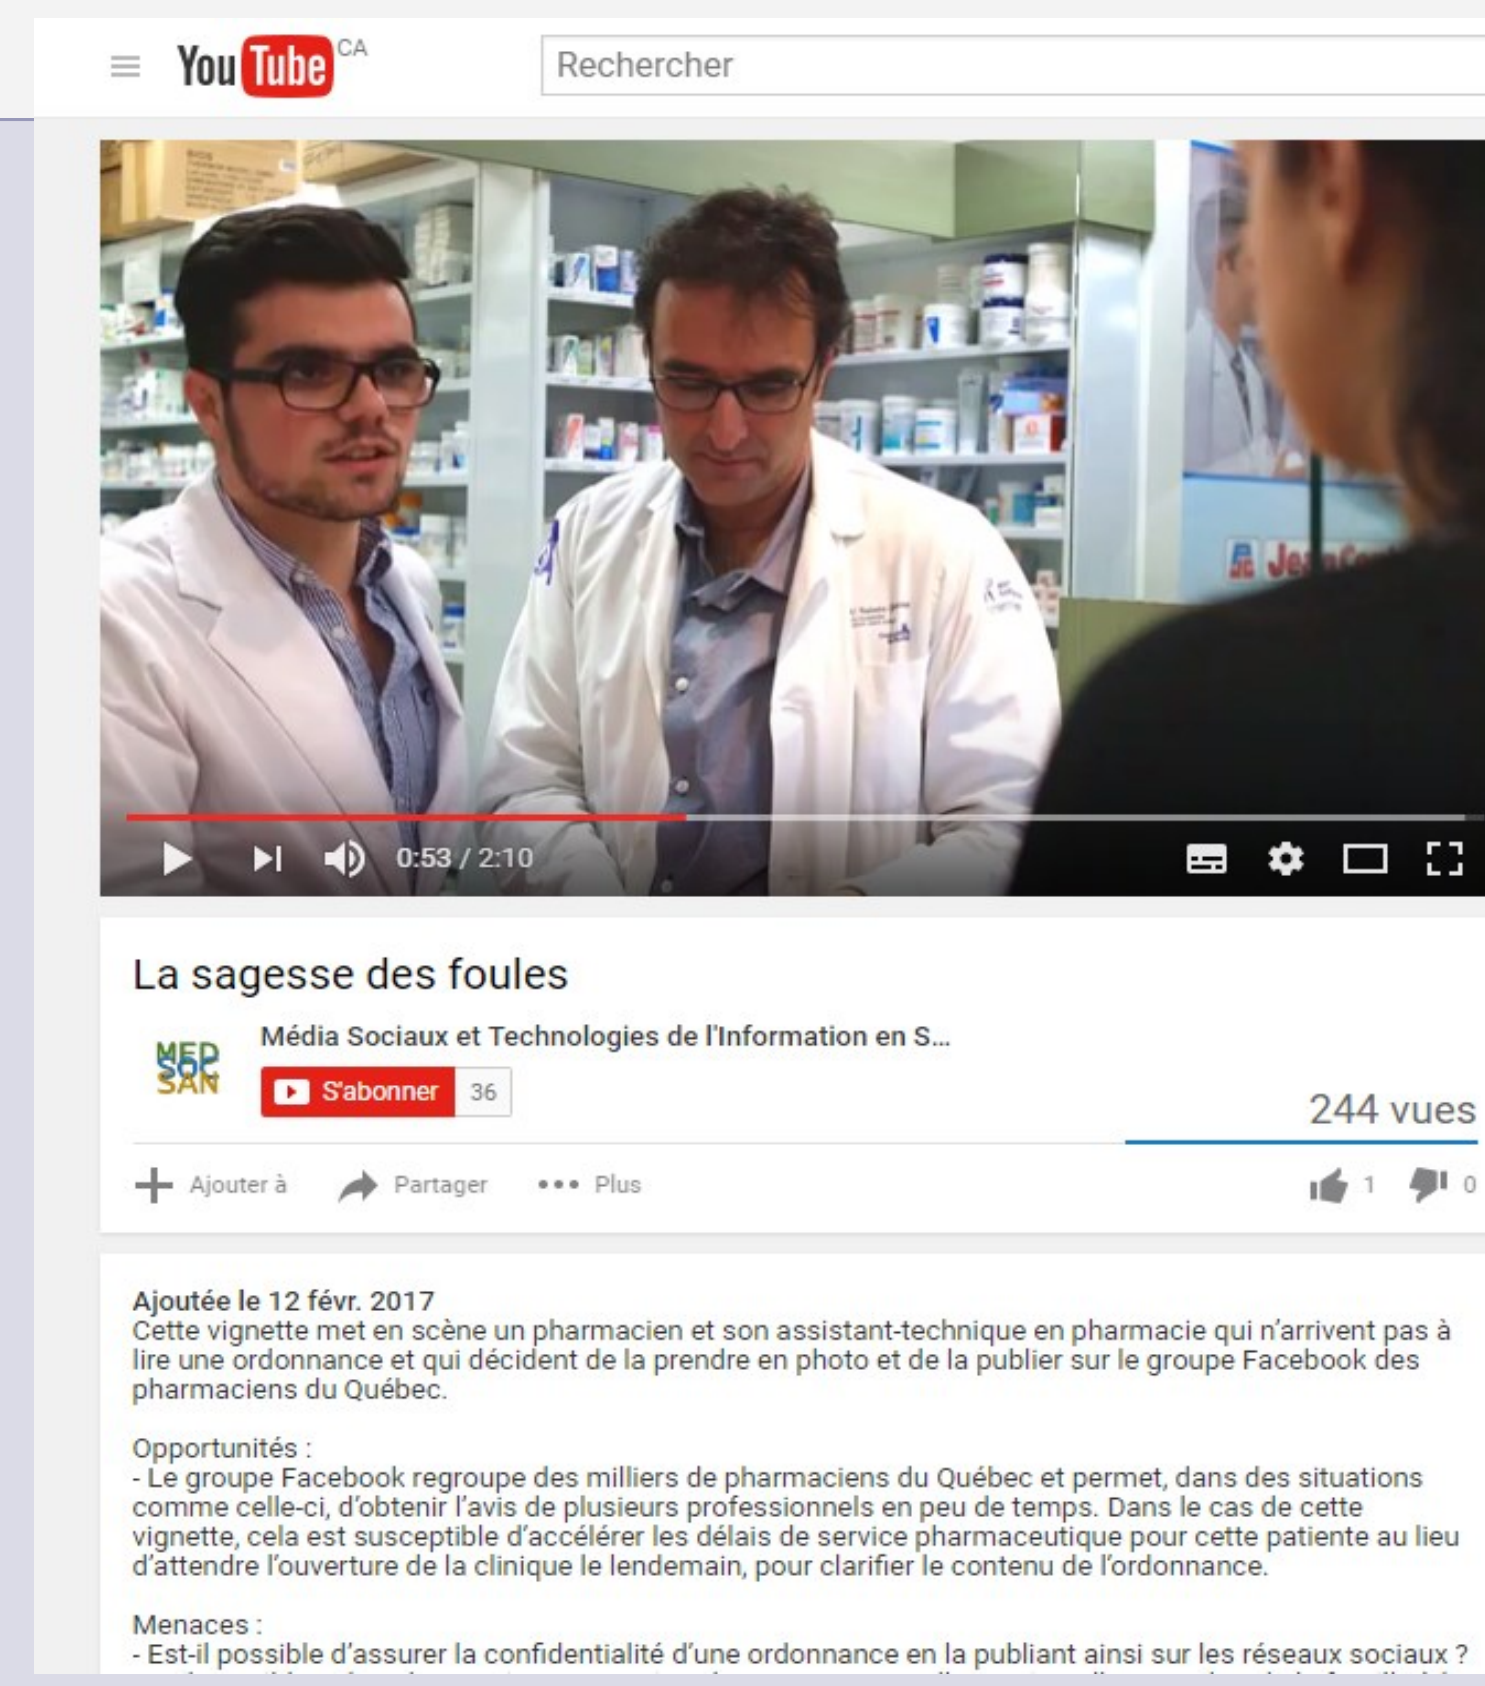 YouTube CA
Rechercher
0:53 / 2:10
La sagesse des foules
MED
SOC
SAN
Média Sociaux et Technologies de l'Information en S...
S'abonner 36
244 vues
Ajouter à Partager Plus 1 0
Ajoutée le 12 févr. 2017
Cette vignette met en scène un pharmacien et son assistant-technique en pharmacie qui n'arrivent pas à
lire une ordonnance et qui décident de la prendre en photo et de la publier sur le groupe Facebook des
pharmaciens du Québec.
Opportunités :
- Le groupe Facebook regroupe des milliers de pharmaciens du Québec et permet, dans des situations
comme celle-ci, d'obtenir l'avis de plusieurs professionnels en peu de temps. Dans le cas de cette
vignette, cela est susceptible d'accélérer les délais de service pharmaceutique pour cette patiente au lieu
d'attendre l'ouverture de la clinique le lendemain, pour clarifier le contenu de l'ordonnance.
Menaces :
- Est-il possible d'assurer la confidentialité d'une ordonnance en la publiant ainsi sur les réseaux sociaux ?